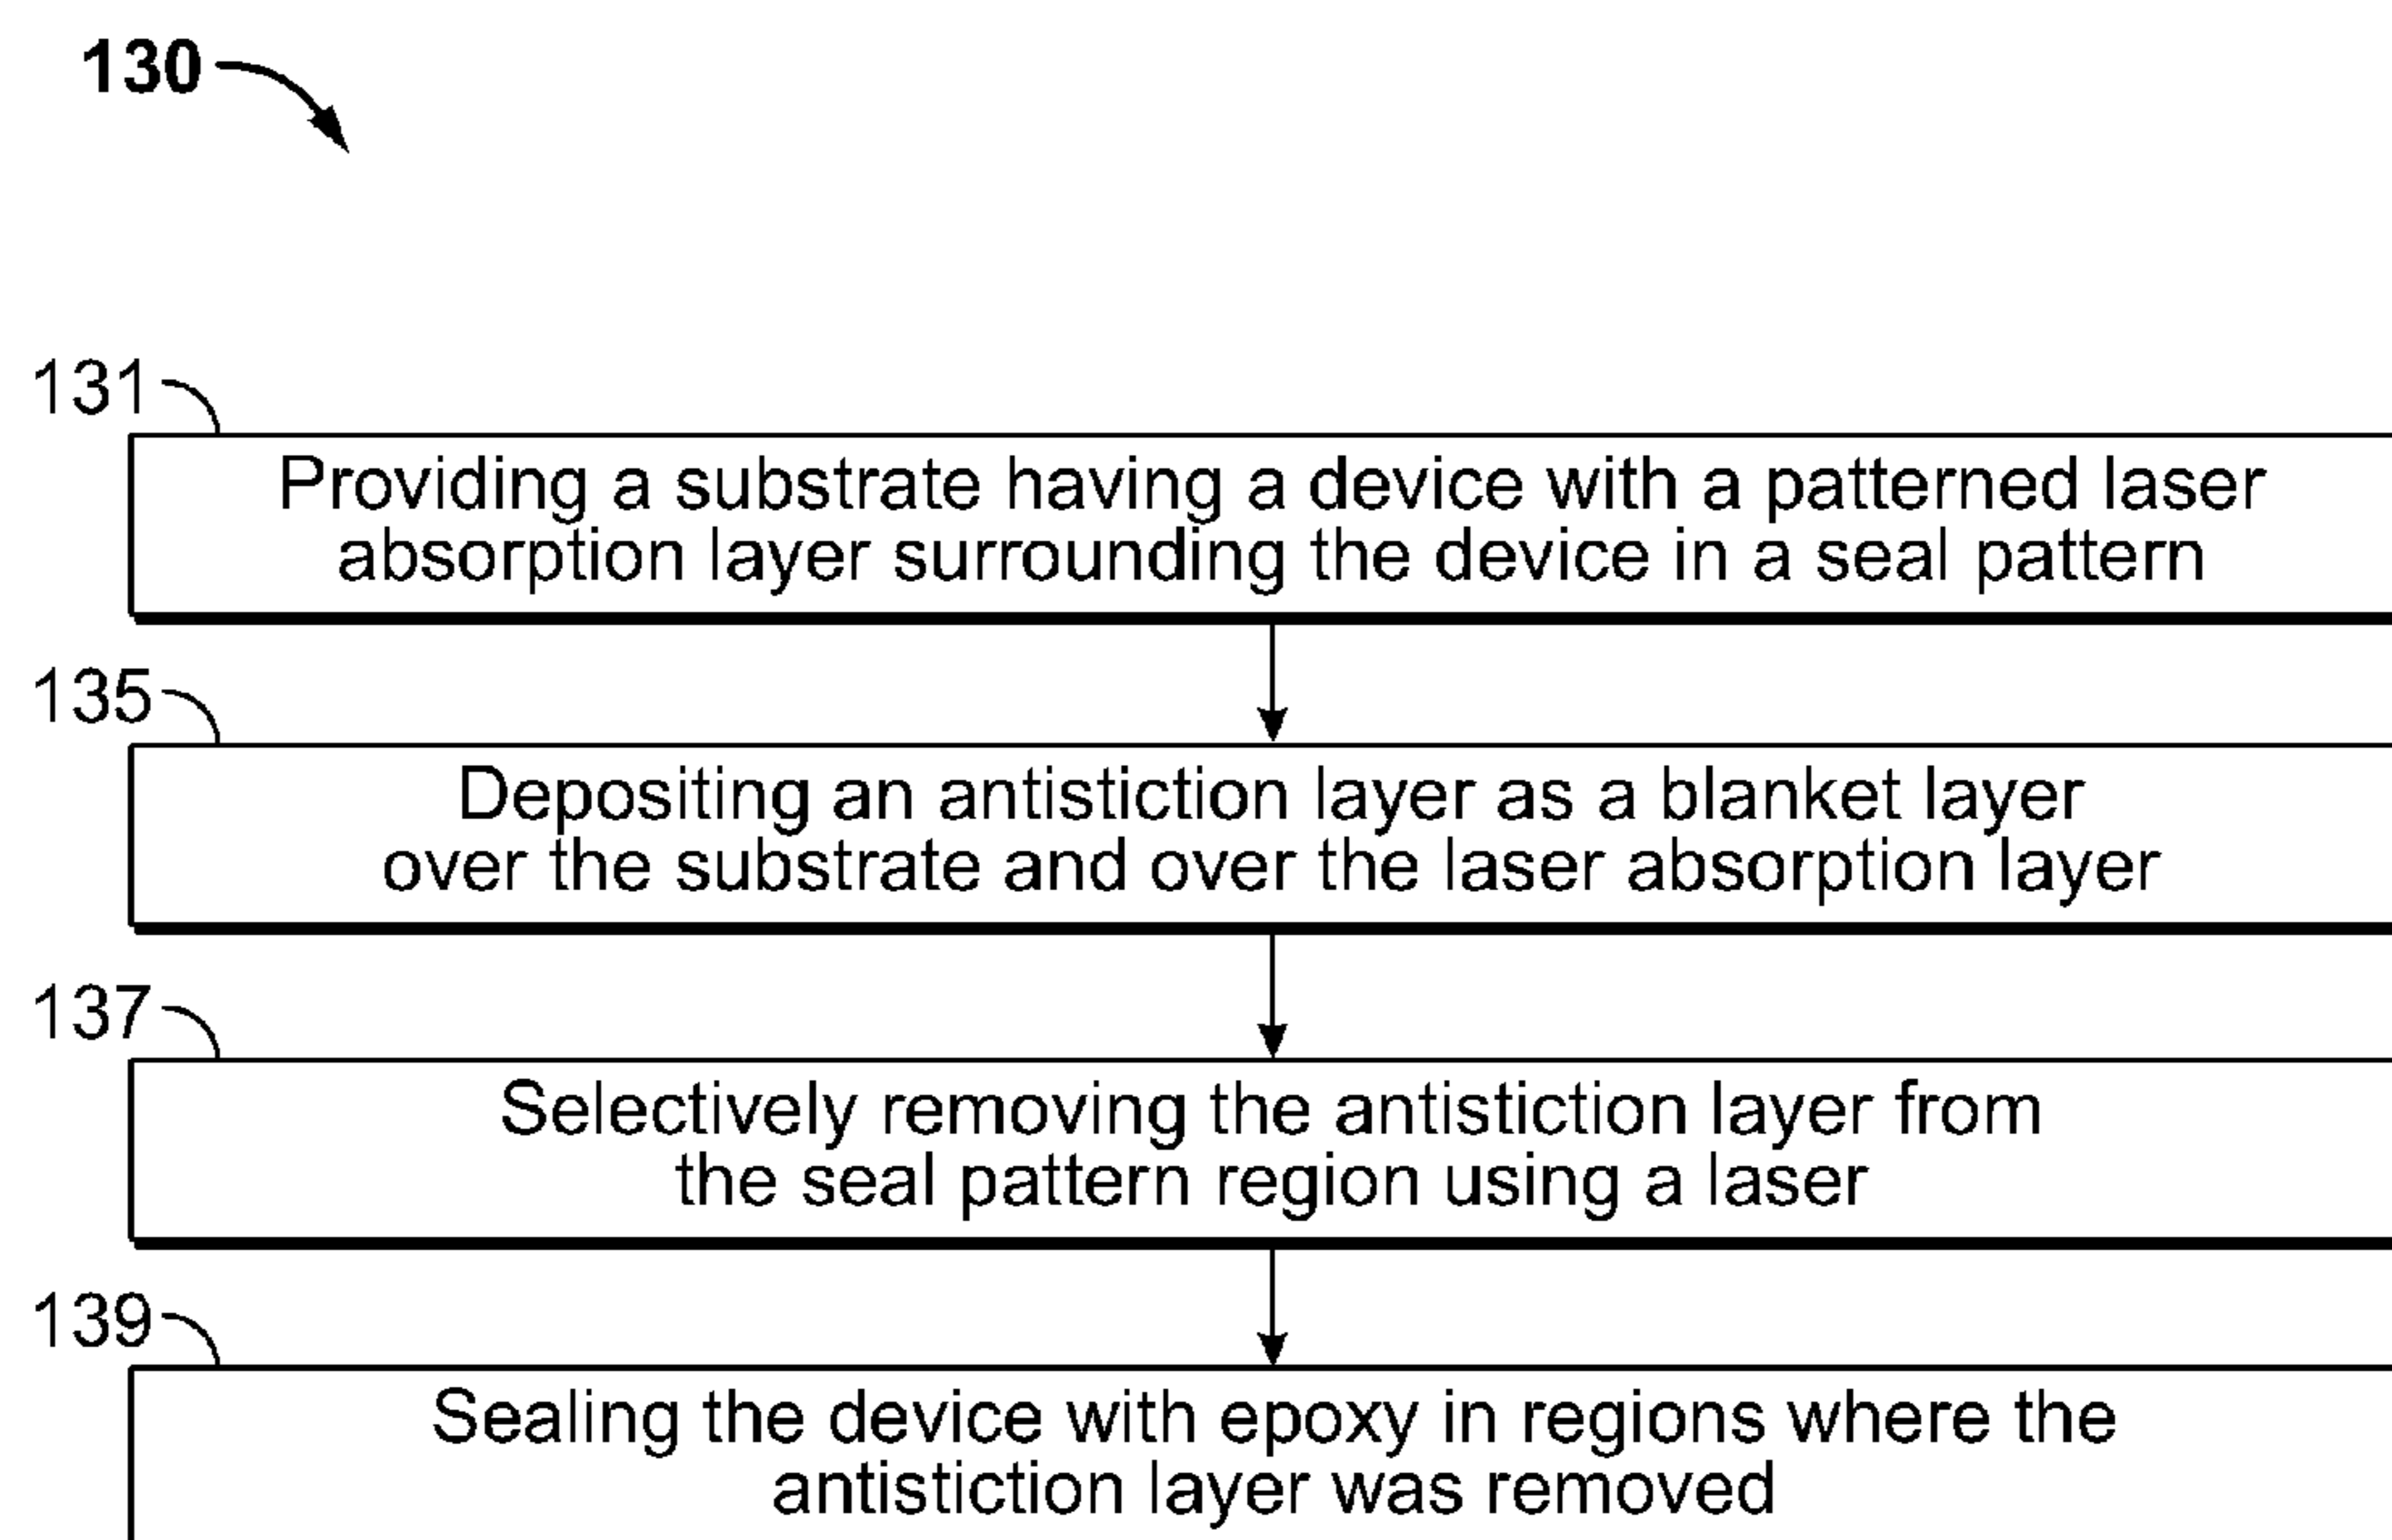 130
131
Providing a substrate having a device with a patterned laser
absorption layer surrounding the device in a seal pattern
135
Depositing an antistiction layer as a blanket layer
over the substrate and over the laser absorption layer
137
Selectively removing the antistiction layer from
the seal pattern region using a laser
139
Sealing the device with epoxy in regions where the
antistiction layer was removed